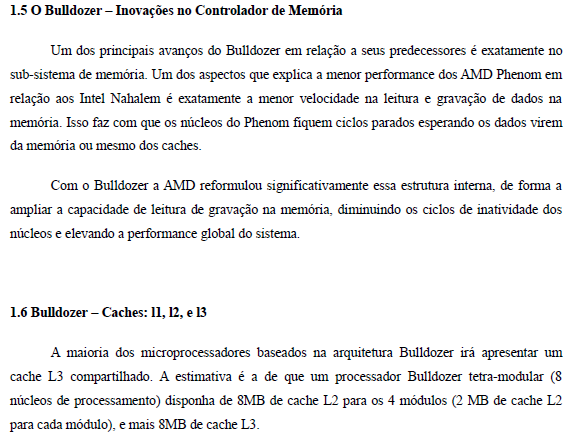 1.5 O Bulldozer – Inovações no Controlador de Memória
Um dos principais avanços do Bulldozer em relação a seus predecessores é exatamente no
sub-sistema de memória. Um dos aspectos que explica a menor performance dos AMD Phenom em
relação aos Intel Nahalem é exatamente a menor velocidade na leitura e gravação de dados na
memória. Isso faz com que os núcleos do Phenom fiquem ciclos parados esperando os dados virem
da memória ou mesmo dos caches.
Com o Bulldozer a AMD reformulou significativamente essa estrutura interna, de forma a
ampliar a capacidade de leitura de gravação na memória, diminuindo os ciclos de inatividade dos
núcleos e elevando a performance global do sistema.
1.6 Bulldozer – Caches: l1, l2, e l3
A maioria dos microprocessadores baseados na arquitetura Bulldozer irá apresentar um
cache L3 compartilhado. A estimativa é a de que um processador Bulldozer tetra-modular (8
núcleos de processamento) disponha de 8MB de cache L2 para os 4 módulos (2 MB de cache L2
para cada módulo), e mais 8MB de cache L3.